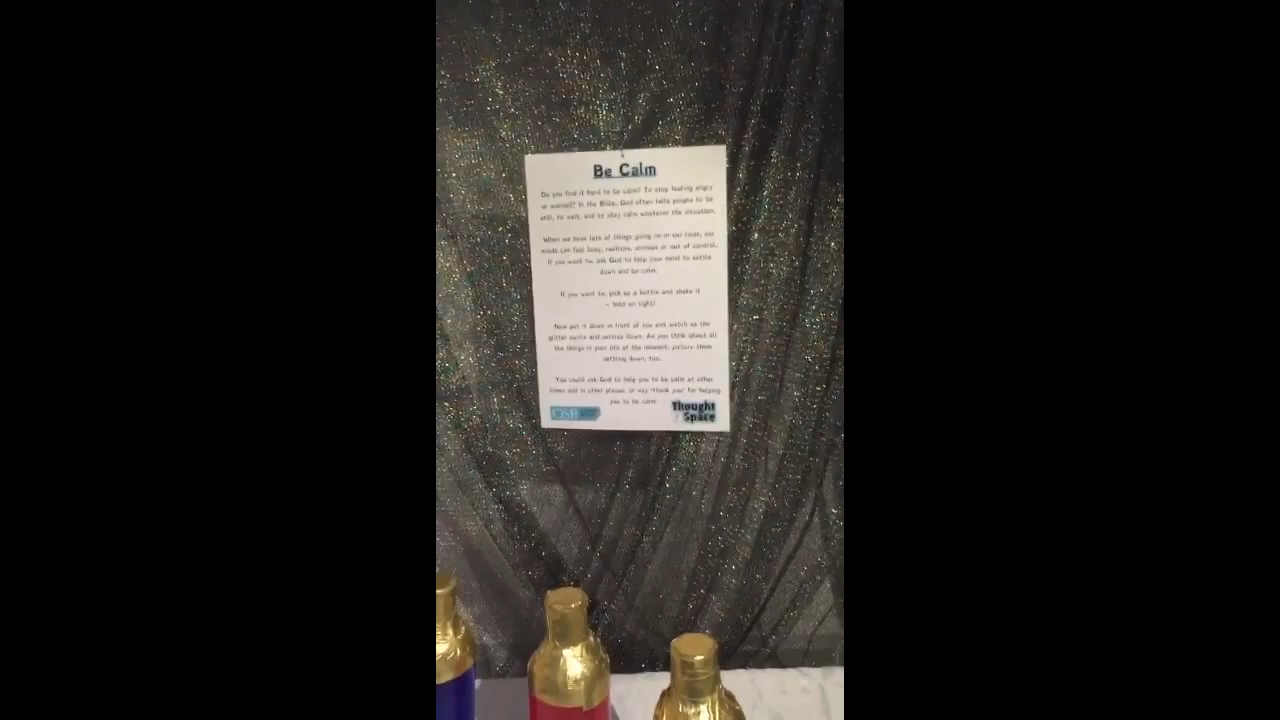 Be Calm
Do you find it hard to be calm? To stop feeling angry
or worried? In the Bible, God often tells people to be
still, to wait, and to stay calm whatever the situation.
When we have lots of things going on in our lives, our
minds can feel busy, restless, anxious or out of control.
If you want to, ask God to help your mind to settle
down and be calm.
If you want to, pick up a bottle and shake it
– hold on tight!
Now put it down in front of you and watch as the
glitter swirls and settles down. As you think about all
the things in your life at the moment, picture them
settling down, too.
You could ask God to help you to be calm at other
times and in other places, or say 'thank you' for helping
you to be calm.
Thought
Space